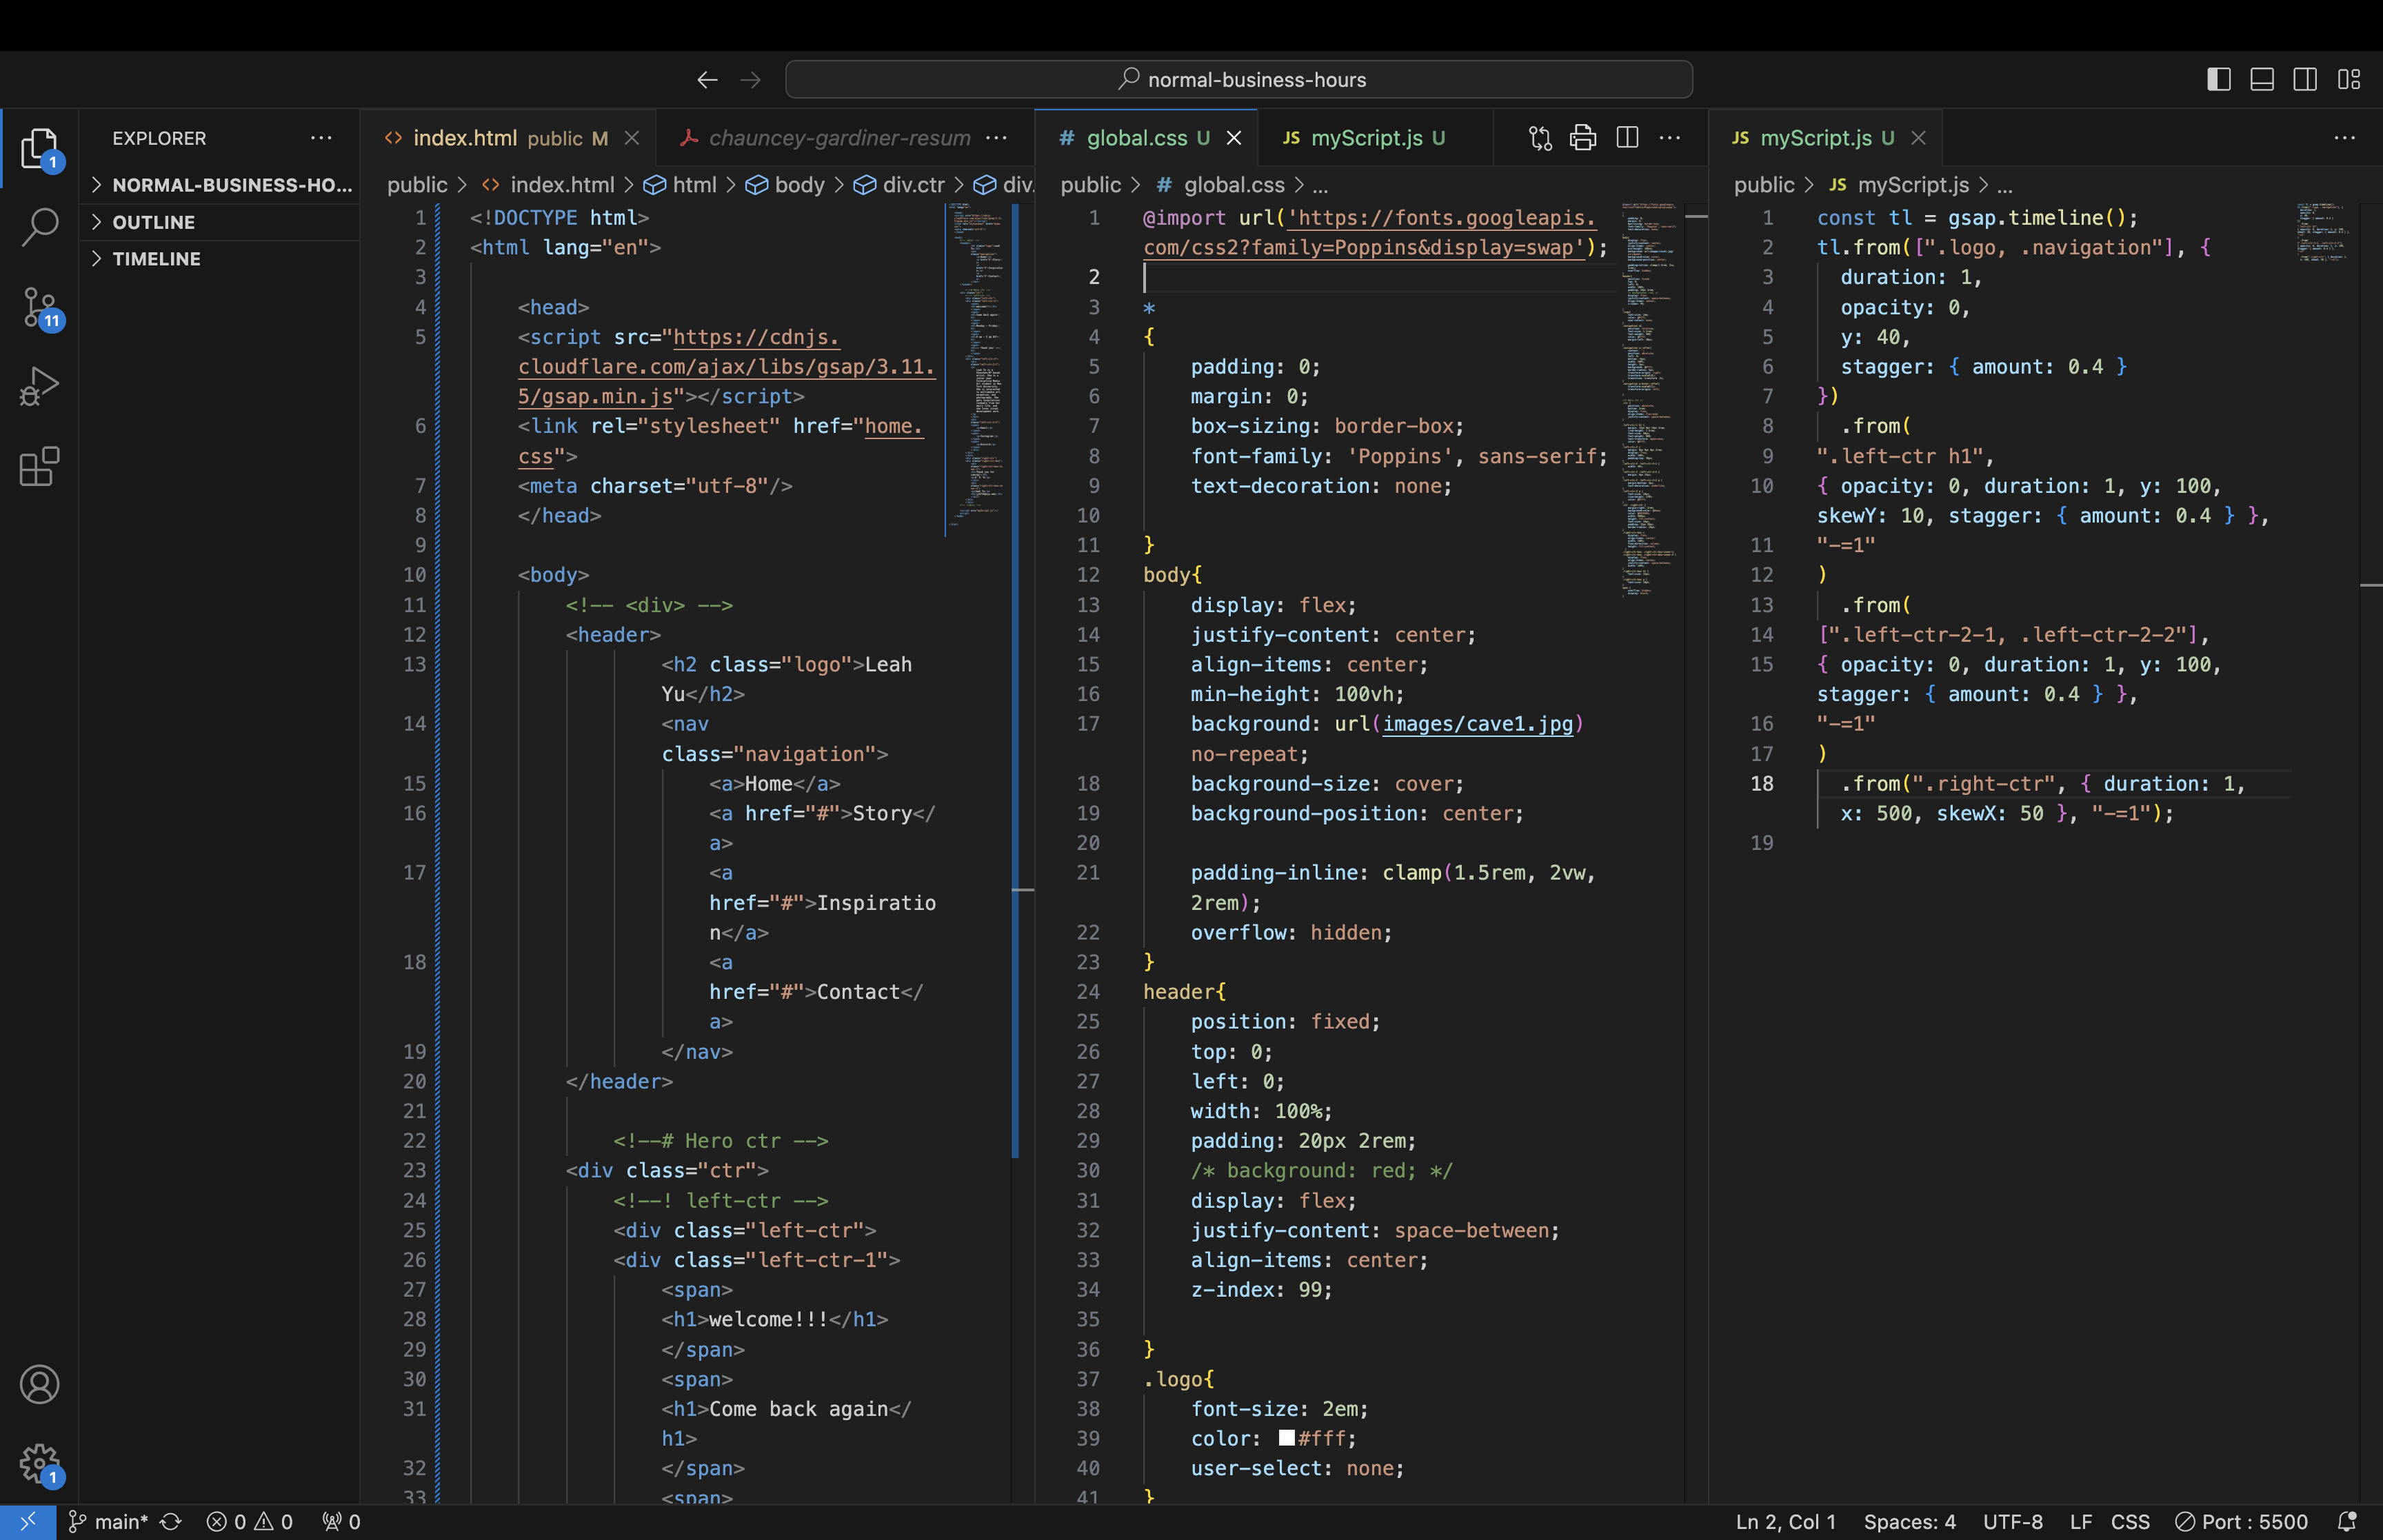 normal-business-hours
EXPLORER
NORMAL-BUSINESS-HO...
OUTLINE
TIMELINE
1
11
1
index.html public M
chauncey-gardiner-resum
public > index.html > html > body > div.ctr > div.
1 <!DOCTYPE html>
2 <html lang="en">
3
4 <head>
5 <script src="https://cdnjs.
cloudflare.com/ajax/libs/gsap/3.11.
5/gsap.min.js"></script>
6 <link rel="stylesheet" href="home.
css">
7 <meta charset="utf-8"/>
8 </head>
9
10 <body>
11 <!-- <div> -->
12 <header>
13 <h2 class="logo">Leah
Yu</h2>
14 <nav
class="navigation">
15 <a>Home</a>
16 <a href="#">Story</
a>
17 <a
href="#">Inspiratio
n</a>
18 <a
href="#">Contact</
a>
19 </nav>
20 </header>
21
22 <!--# Hero ctr -->
23 <div class="ctr">
24 <!--! left-ctr -->
25 <div class="left-ctr">
26 <div class="left-ctr-1">
27 <span>
28 <h1>welcome!!!</h1>
29 </span>
30 <span>
31 <h1>Come back again</
h1>
32 </span>
33 <span>
# global.css U
JS myScript.js U
public > # global.css > ...
1 @import url('https://fonts.googleapis.
com/css2?family=Poppins&display=swap');
2
3 *
4 {
5 padding: 0;
6 margin: 0;
7 box-sizing: border-box;
8 font-family: 'Poppins', sans-serif;
9 text-decoration: none;
10
11 }
12 body{
13 display: flex;
14 justify-content: center;
15 align-items: center;
16 min-height: 100vh;
17 background: url(images/cave1.jpg)
no-repeat;
18 background-size: cover;
19 background-position: center;
20
21 padding-inline: clamp(1.5rem, 2vw,
2rem);
22 overflow: hidden;
23 }
24 header{
25 position: fixed;
26 top: 0;
27 left: 0;
28 width: 100%;
29 padding: 20px 2rem;
30 /* background: red; */
31 display: flex;
32 justify-content: space-between;
33 align-items: center;
34 z-index: 99;
35
36 }
37 .logo{
38 font-size: 2em;
39 color: #fff;
40 user-select: none;
41 }
JS myScript.js U
public > JS myScript.js > ...
1 const tl = gsap.timeline();
2 tl.from([".logo, .navigation"], {
3 duration: 1,
4 opacity: 0,
5 y: 40,
6 stagger: { amount: 0.4 }
7 })
8 .from(
9 ".left-ctr h1",
10 { opacity: 0, duration: 1, y: 100,
skewY: 10, stagger: { amount: 0.4 } },
11 "-=1"
12 )
13 .from(
14 [".left-ctr-2-1, .left-ctr-2-2"],
15 { opacity: 0, duration: 1, y: 100,
stagger: { amount: 0.4 } },
16 "-=1"
17 )
18 .from(".right-ctr", { duration: 1,
x: 500, skewX: 50 }, "-=1");
19
main* 0 0 0 Ln 2, Col 1 Spaces: 4 UTF-8 LF CSS Port : 5500